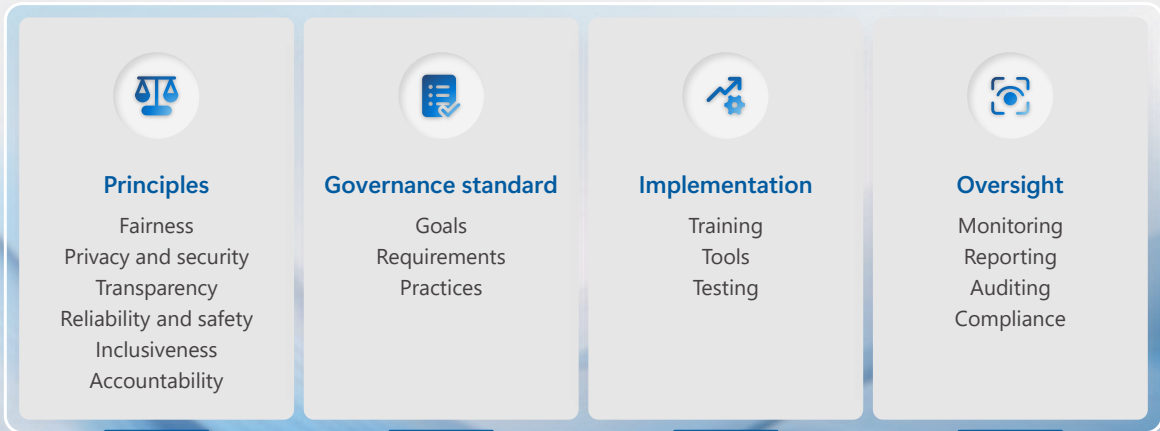 Principles
Fairness
Privacy and security
Transparency
Reliability and safety
Inclusiveness
Accountability
Governance standard
Goals
Requirements
Practices
Implementation
Training
Tools
Testing
Oversight
Monitoring
Reporting
Auditing
Compliance